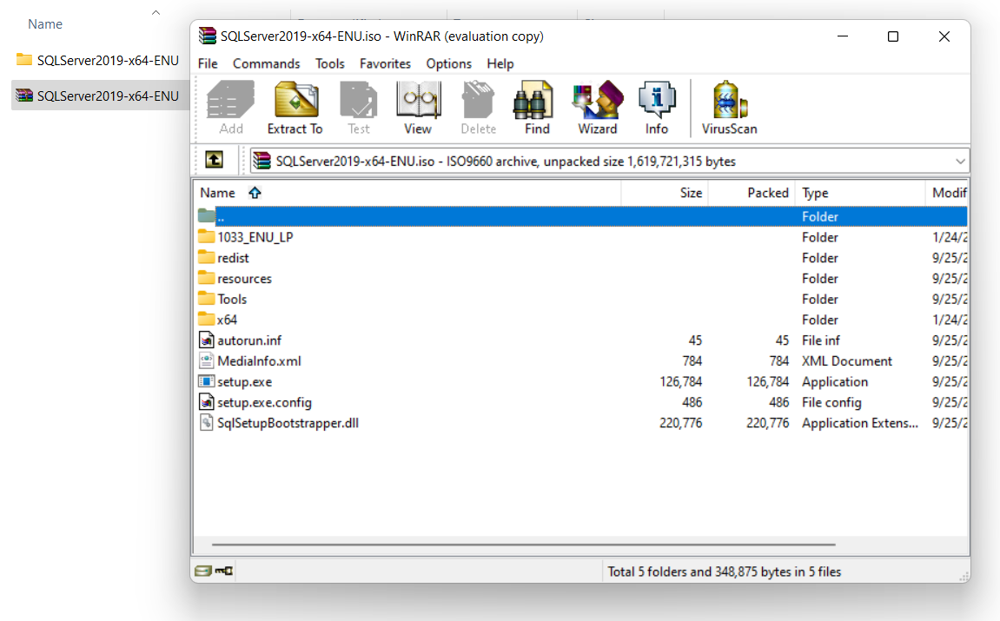 Name
SQLServer2019-x64-ENU
SQLServer2019-x64-ENU
SQLServer2019-x64-ENU.iso - WinRAR (evaluation copy)
File Commands Tools Favorites Options Help
Add Extract To Test View Delete Find Wizard Info VirusScan
SQLServer2019-x64-ENU.iso - ISO9660 archive, unpacked size 1,619,721,315 bytes
Name Size Packed Type Modif
.. Folder
1033_ENU_LP Folder 1/24/2
redist Folder 9/25/2
resources Folder 9/25/2
Tools Folder 9/25/2
x64 Folder 1/24/2
autorun.inf 45 45 File inf 9/25/2
MediaInfo.xml 784 784 XML Document 9/25/2
setup.exe 126,784 126,784 Application 9/25/2
setup.exe.config 486 486 File config 9/25/2
SqlSetupBootstrapper.dll 220,776 220,776 Application Extens... 9/25/2
Total 5 folders and 348,875 bytes in 5 files